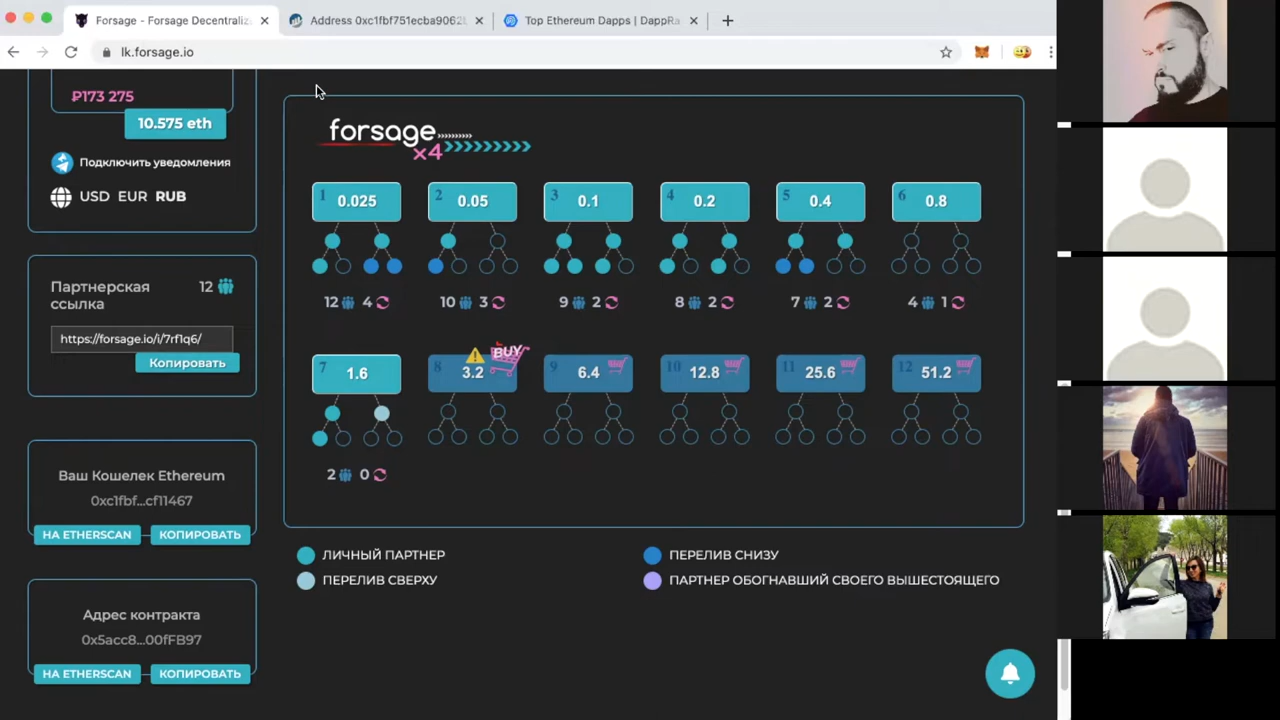 Forsage - Forsage Decentraliz
Address 0xc1fbf751ecba9062
Top Ethereum Dapps | DappRa
lk.forsage.io
₽173 275
10.575 eth
Подключить уведомления
USD EUR RUB
Партнерская
ссылка
12
https://forsage.io/i/7rf1q6/
Копировать
Ваш Кошелек Ethereum
0xc1fbf...cf11467
НА ETHERSCAN
КОПИРОВАТЬ
Адрес контракта
0x5acc8...00fFB97
НА ETHERSCAN
КОПИРОВАТЬ
forsage
x4
1 0.025
2 0.05
3 0.1
4 0.2
5 0.4
6 0.8
12 4
10 3
9 2
8 2
7 2
4 1
7 1.6
8 3.2 BUY
9 6.4
10 12.8
11 25.6
12 51.2
2 0
ЛИЧНЫЙ ПАРТНЕР
ПЕРЕЛИВ СНИЗУ
ПЕРЕЛИВ СВЕРХУ
ПАРТНЕР ОБОГНАВШИЙ СВОЕГО ВЫШЕСТОЯЩЕГО